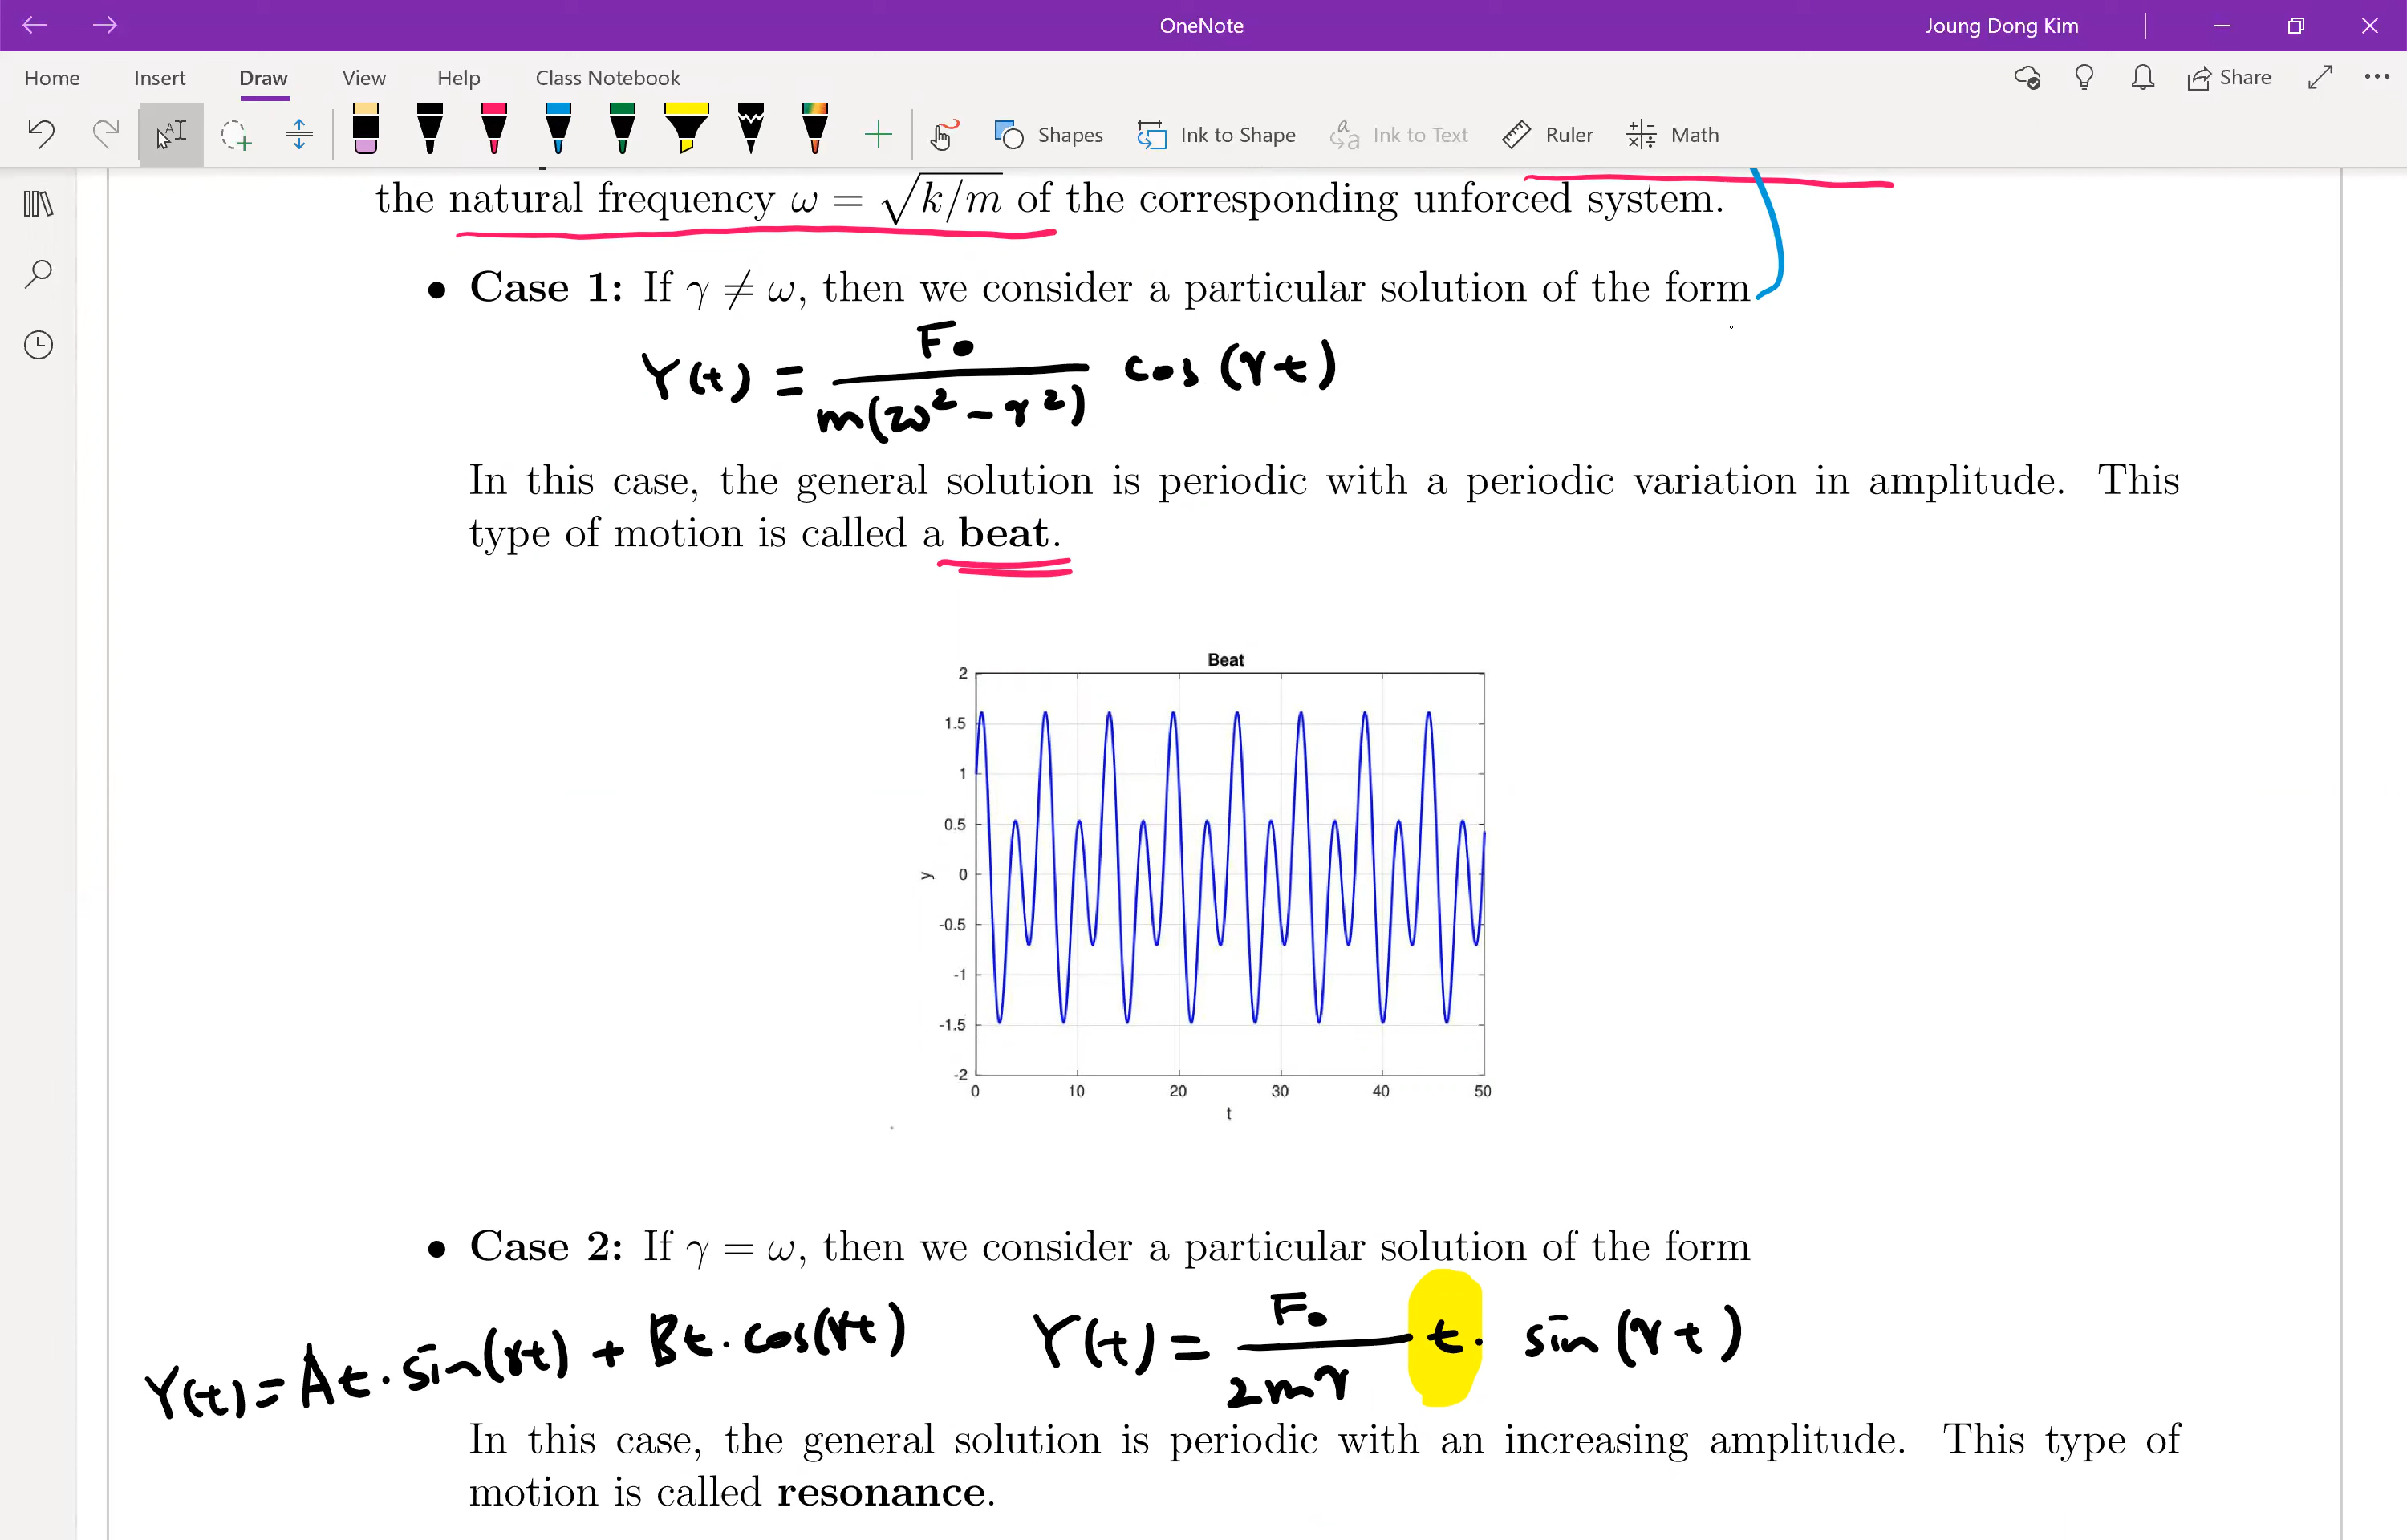 OneNote
Joung Dong Kim
Home Insert Draw View Help Class Notebook Share
Shapes Ink to Shape Ink to Text Ruler Math
the natural frequency ω = √k/m of the corresponding unforced system.
• Case 1: If γ ≠ ω, then we consider a particular solution of the form
Y(t) = F₀ / m(ω² − γ²) cos(γt)
In this case, the general solution is periodic with a periodic variation in amplitude. This
type of motion is called a beat.
Beat
2
1.5
1
0.5
y 0
-0.5
-1
-1.5
-2
0 10 20 30 40 50
t
• Case 2: If γ = ω, then we consider a particular solution of the form
Y(t) = At · sin(γt) + Bt · cos(γt) Y(t) = F₀ / 2mγ t · sin(γt)
In this case, the general solution is periodic with an increasing amplitude. This type of
motion is called resonance.